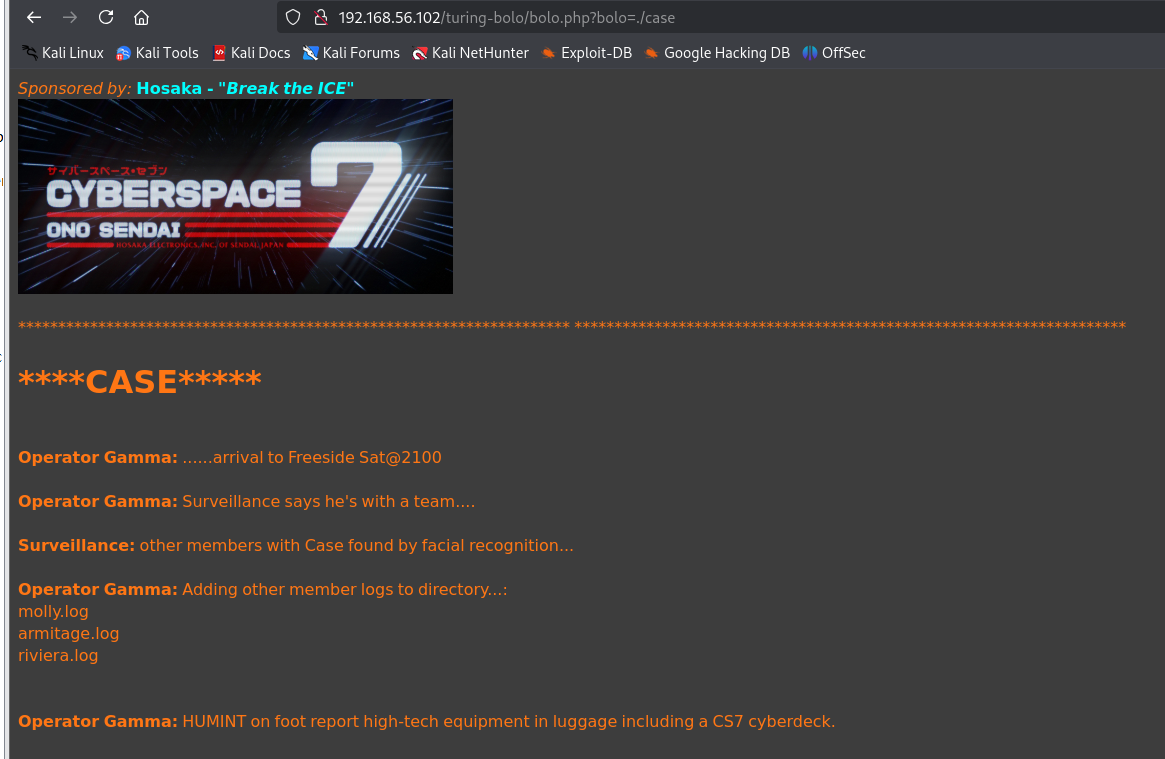 192.168.56.102/turing-bolo/bolo.php?bolo=./case
Kali Linux Kali Tools Kali Docs Kali Forums Kali NetHunter Exploit-DB Google Hacking DB OffSec
Sponsored by: Hosaka - "Break the ICE"
サイバースペース・セブン
CYBERSPACE 7
ONO SENDAI
HOSAKA ELECTRONICS, INC. OF SENDAI, JAPAN
********************************************************************* *********************************************************************
****CASE*****
Operator Gamma: ......arrival to Freeside Sat@2100
Operator Gamma: Surveillance says he's with a team....
Surveillance: other members with Case found by facial recognition...
Operator Gamma: Adding other member logs to directory...:
molly.log
armitage.log
riviera.log
Operator Gamma: HUMINT on foot report high-tech equipment in luggage including a CS7 cyberdeck.